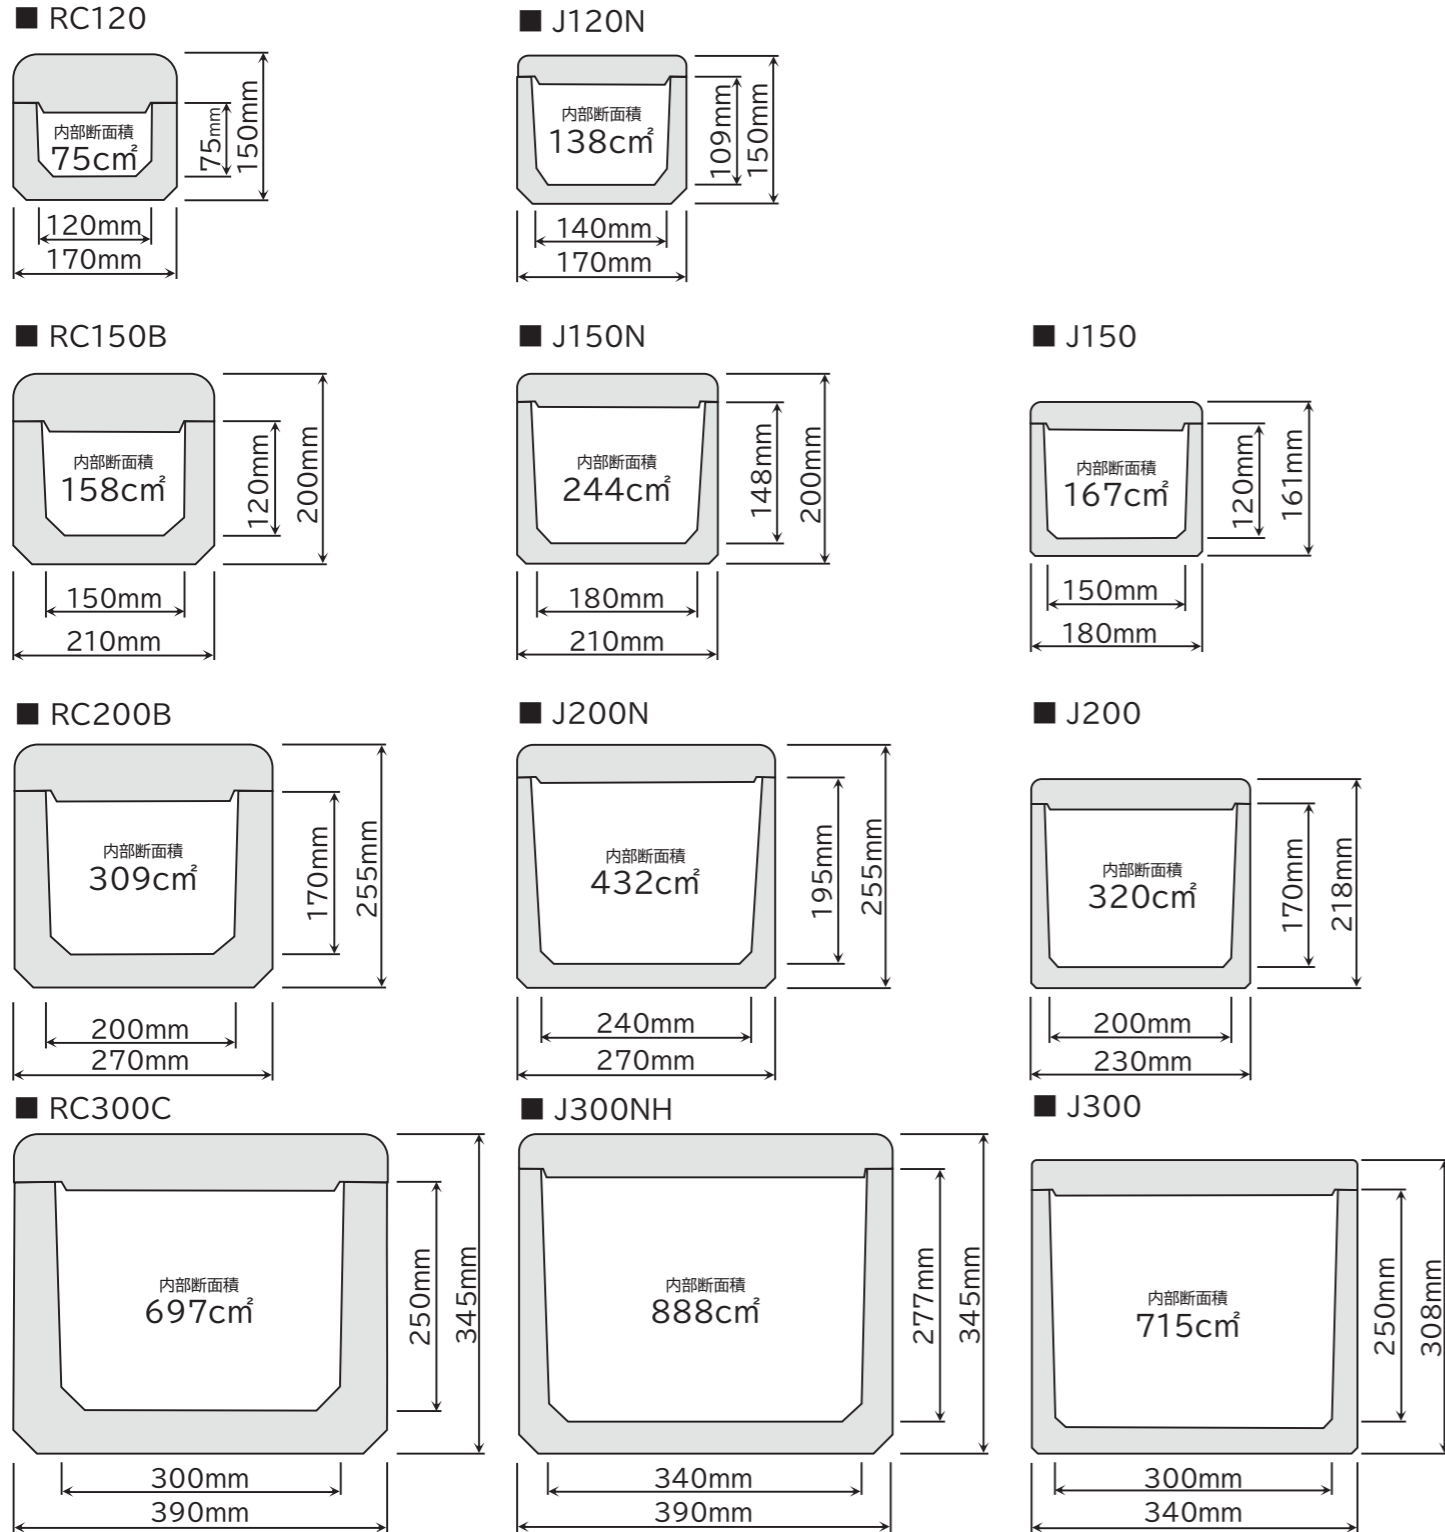 ■ RC120
内部断面積
75c㎡
75mm
150mm
120mm
170mm
■ J120N
内部断面積
138c㎡
109mm
150mm
140mm
170mm
■ RC150B
内部断面積
158c㎡
120mm
200mm
150mm
210mm
■ J150N
内部断面積
244c㎡
148mm
200mm
180mm
210mm
■ J150
内部断面積
167c㎡
120mm
161mm
150mm
180mm
■ RC200B
内部断面積
309c㎡
170mm
255mm
200mm
270mm
■ J200N
内部断面積
432c㎡
195mm
255mm
240mm
270mm
■ J200
内部断面積
320c㎡
170mm
218mm
200mm
230mm
■ RC300C
内部断面積
697c㎡
250mm
345mm
300mm
390mm
■ J300NH
内部断面積
888c㎡
277mm
345mm
340mm
390mm
■ J300
内部断面積
715c㎡
250mm
308mm
300mm
340mm